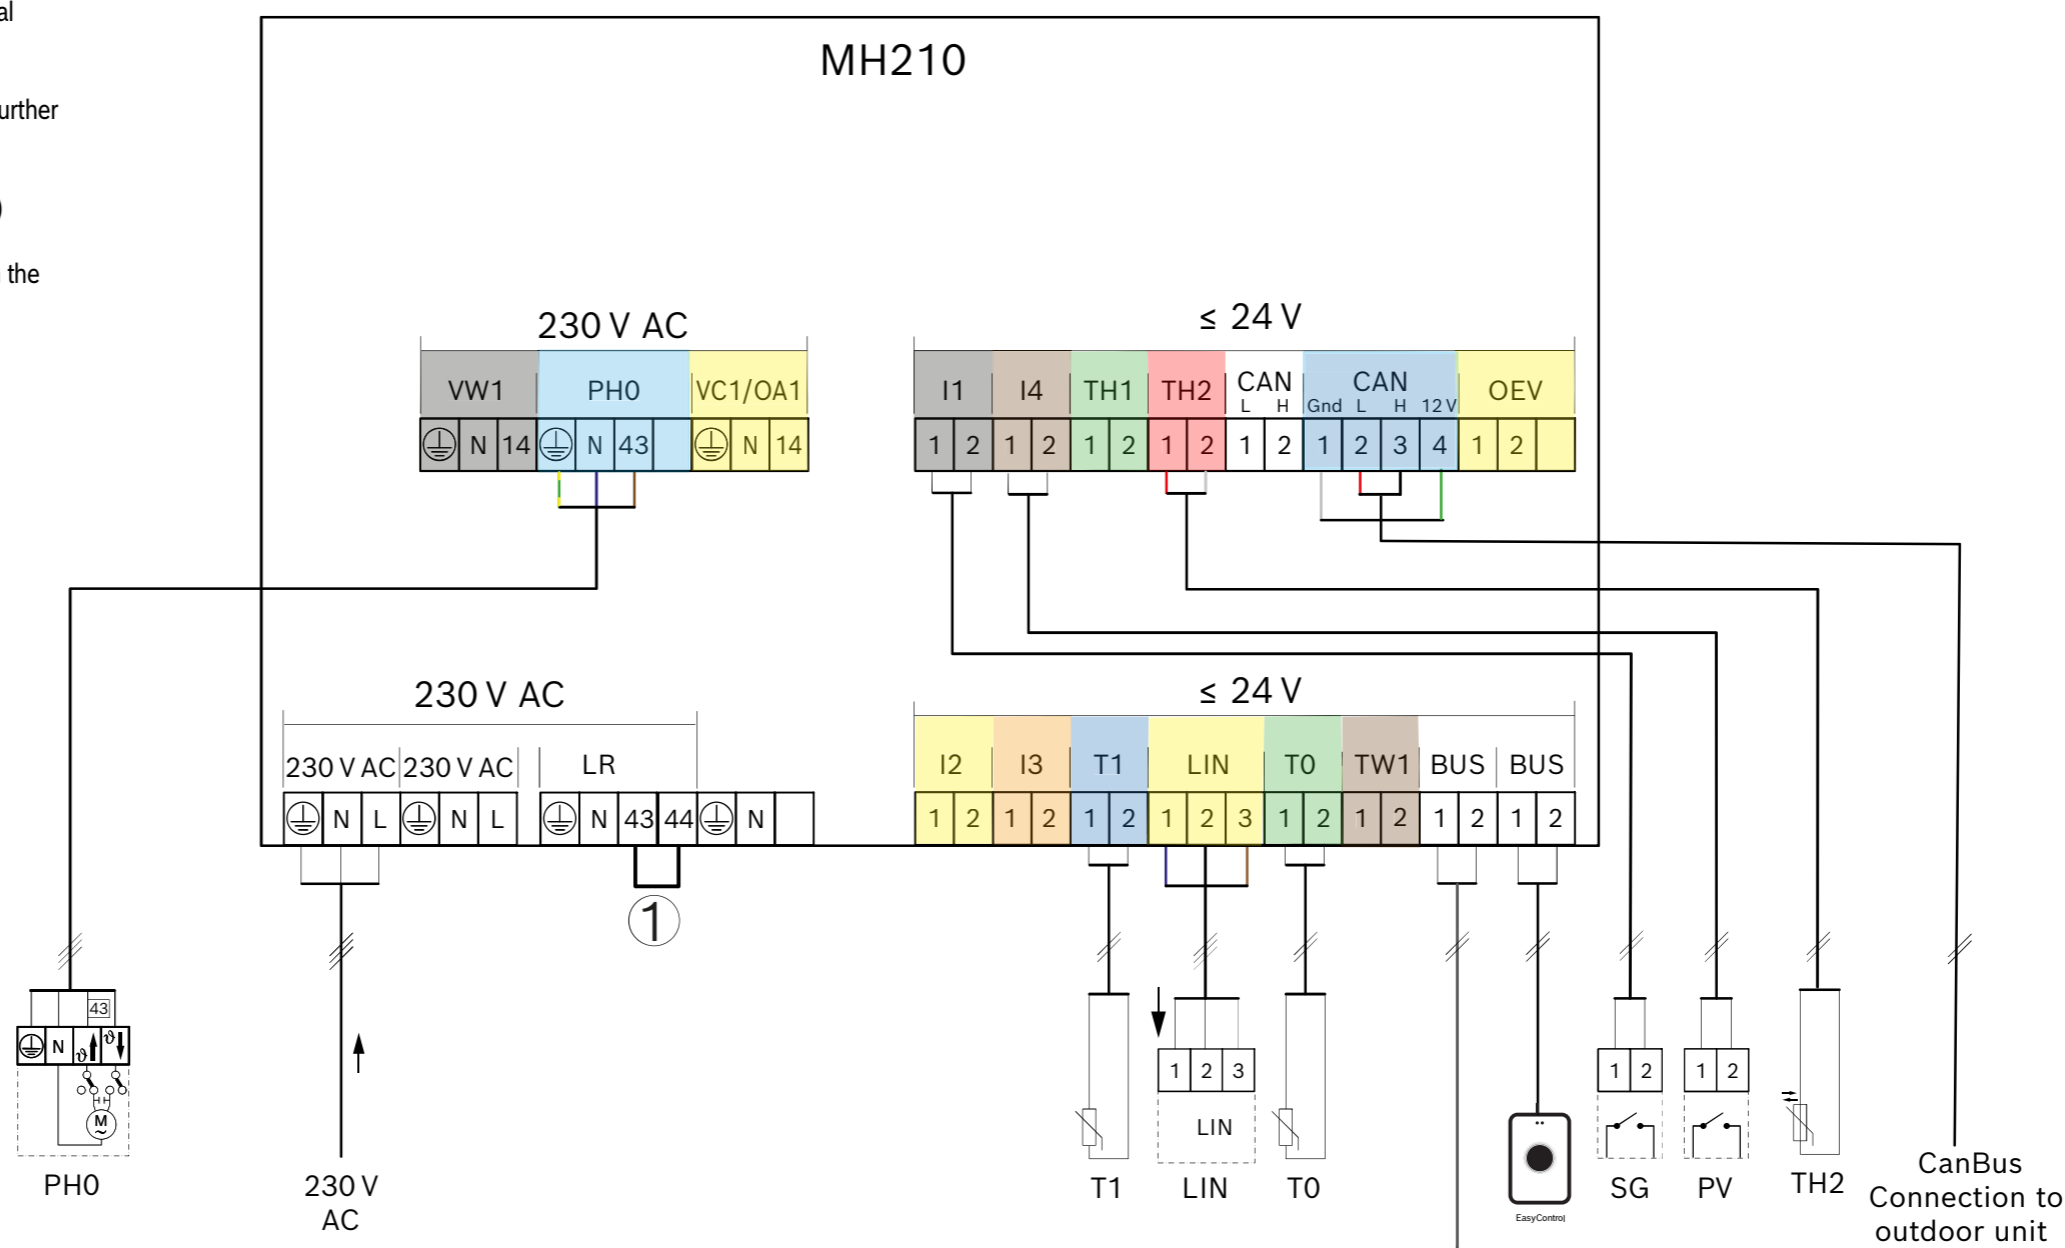 al
urther
)
the
MH210
230 V AC
≤ 24 V
VW1 PH0 VC1/OA1
N 14 N 43 N 14
I1 I4 TH1 TH2 CAN CAN OEV
L H Gnd L H 12 V
1 2 1 2 1 2 1 2 1 2 1 2 3 4 1 2
230 V AC
≤ 24 V
230 V AC 230 V AC LR
N L N L N 43 44 N
I2 I3 T1 LIN T0 TW1 BUS BUS
1 2 1 2 1 2 1 2 3 1 2 1 2 1 2 1 2
1
43
N ϑ ϑ
M
~
PH0
230 V
AC
T1
1 2 3
LIN
LIN
T0
EasyControl
1 2
SG
1 2
PV
TH2
CanBus
Connection to
outdoor unit